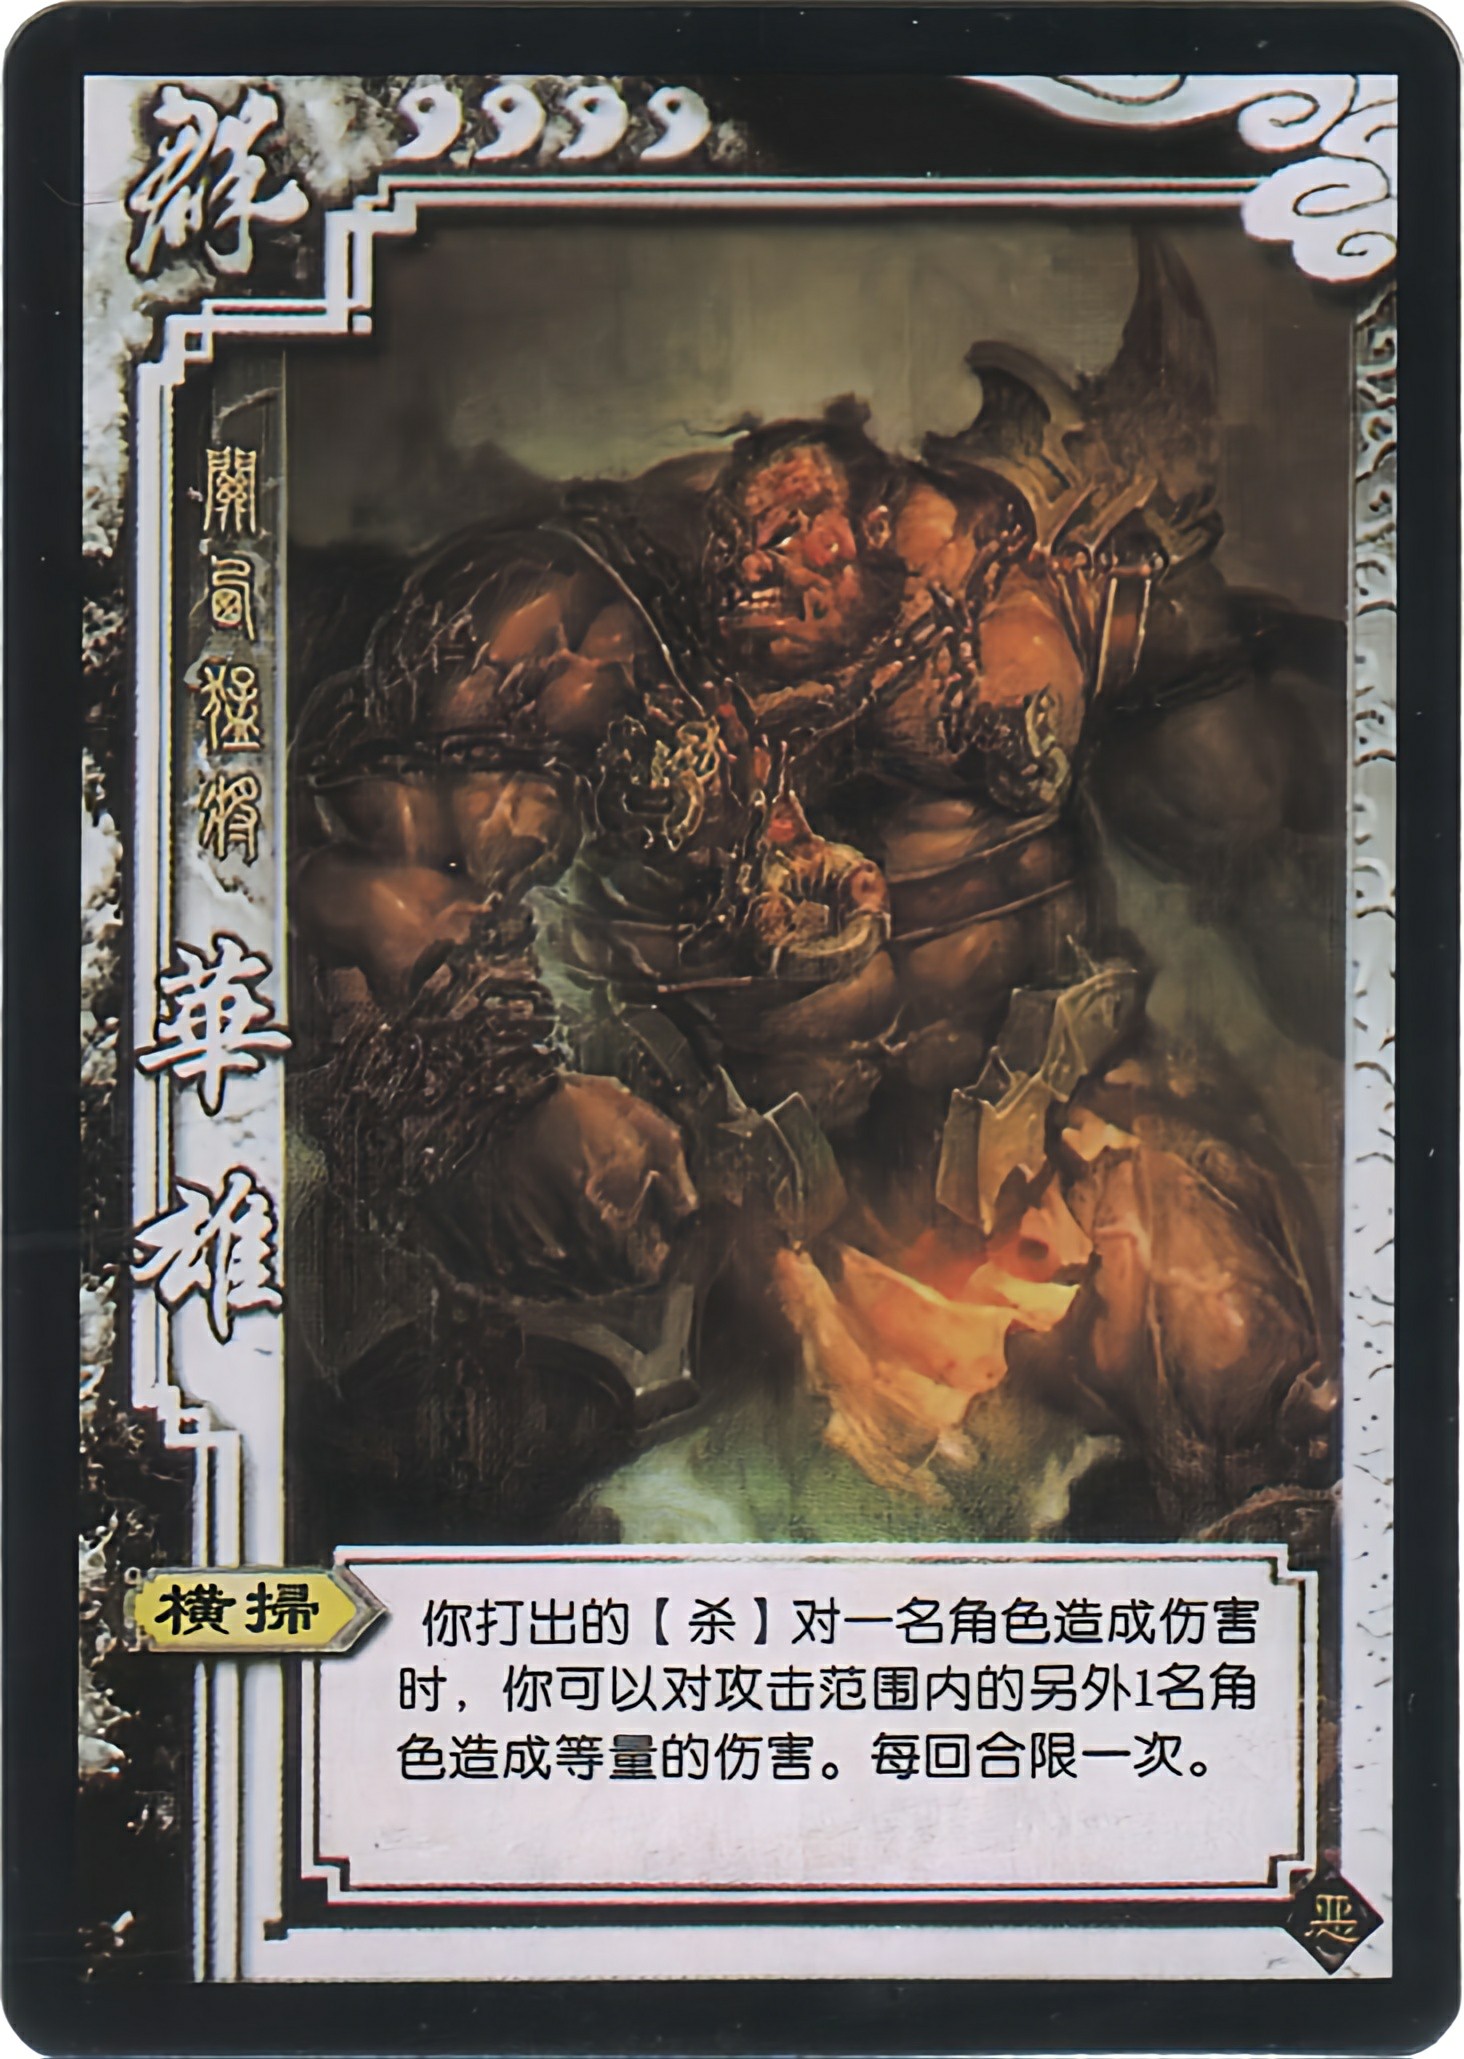 群
關西猛将
華雄
橫掃
你打出的【杀】对一名角色造成伤害
时，你可以对攻击范围内的另外1名角
色造成等量的伤害。每回合限一次。
恶